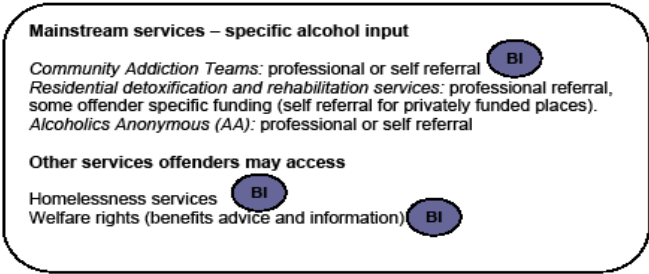 Mainstream services – specific alcohol input
Community Addiction Teams: professional or self referral BI
Residential detoxification and rehabilitation services: professional referral,
some offender specific funding (self referral for privately funded places).
Alcoholics Anonymous (AA): professional or self referral
Other services offenders may access
Homelessness services BI
Welfare rights (benefits advice and information) BI